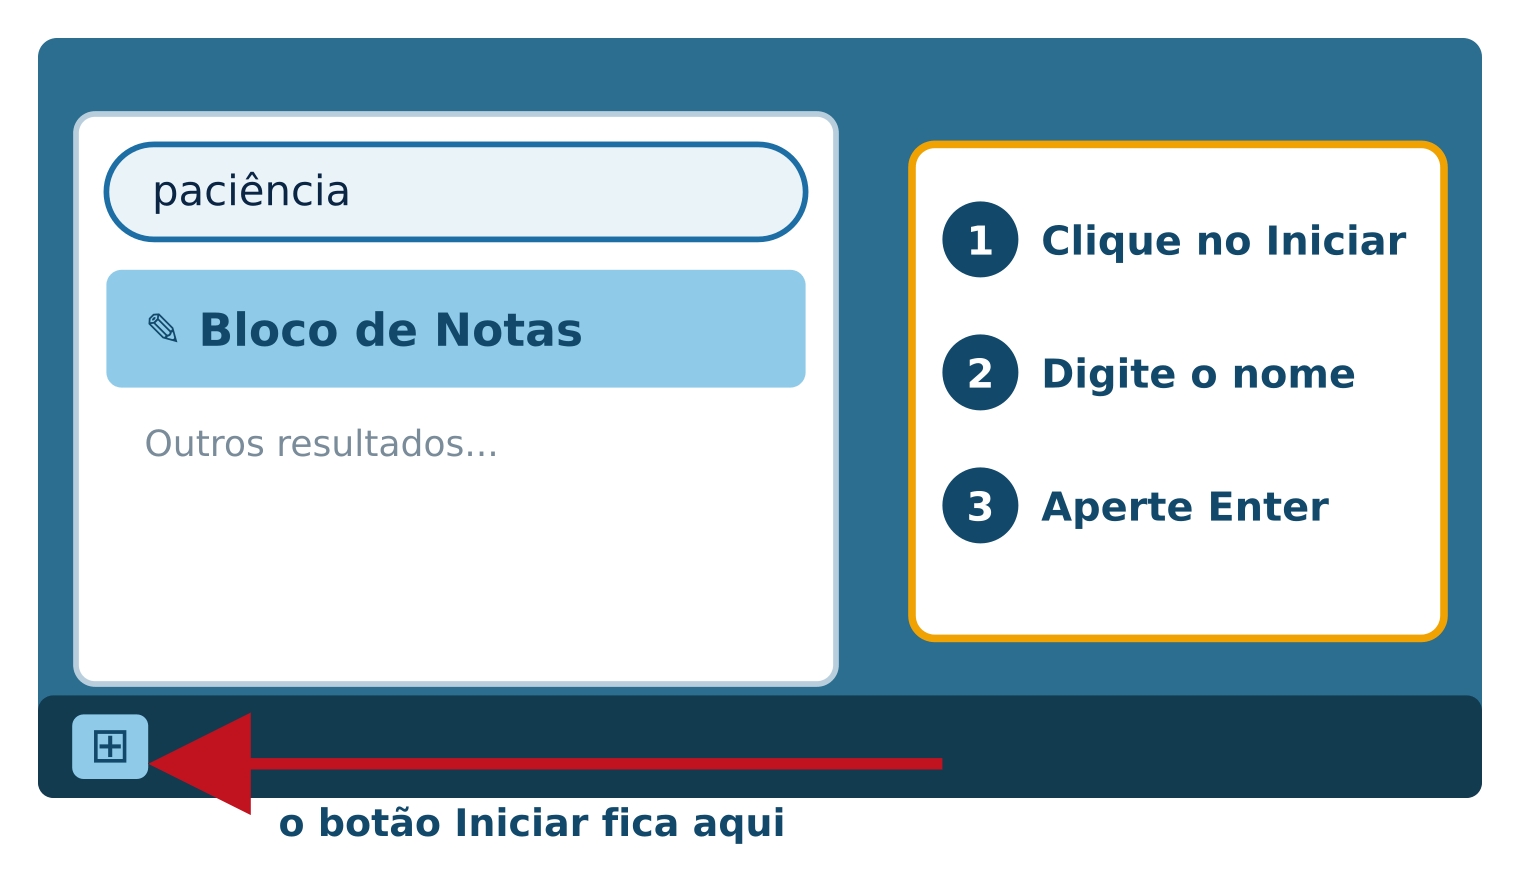 paciência
✎ Bloco de Notas
Outros resultados...
1 Clique no Iniciar
2 Digite o nome
3 Aperte Enter
o botão Iniciar fica aqui